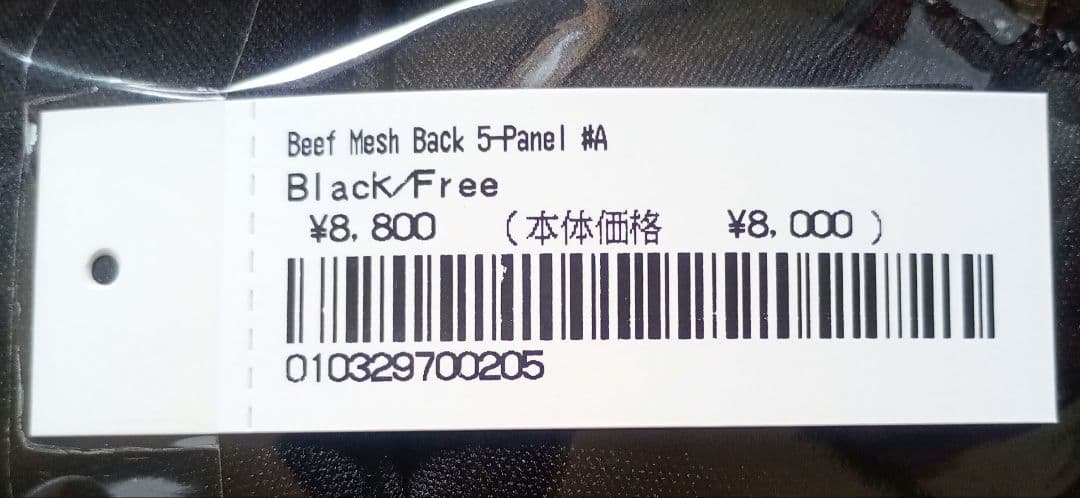 Beef Mesh Back 5-Panel #A
Black/Free
¥8,800 (本体価格 ¥8,000)
010329700205